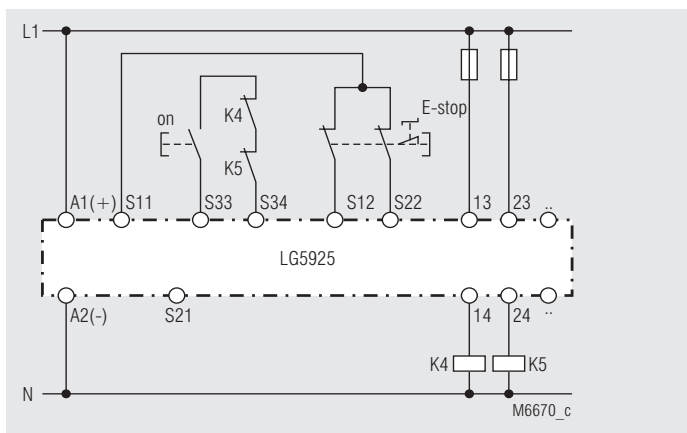 L1
on
K4
E-stop
K5
A1(+) S11 S33 S34 S12 S22 13 23 ..
LG5925
A2(-) S21 14 24 ..
K4 K5
N
M6670_c